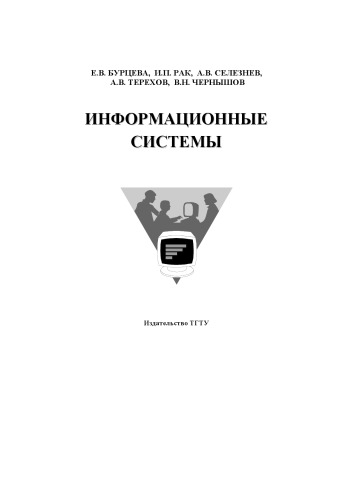 Е.В. БУРЦЕВА, И.П. РАК, А.В. СЕЛЕЗНЕВ,
А.В. ТЕРЕХОВ, В.Н. ЧЕРНЫШОВ
ИНФОРМАЦИОННЫЕ
СИСТЕМЫ
Издательство ТГТУ